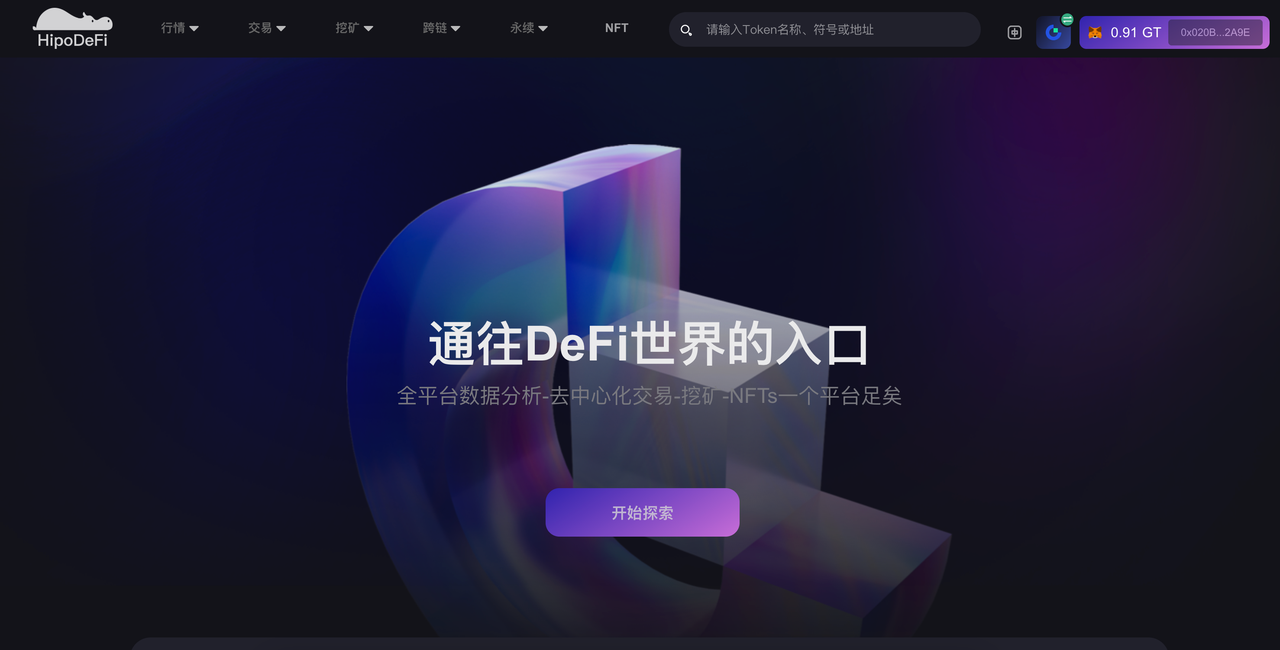 HipoDeFi
行情
交易
挖矿
跨链
永续
NFT
请输入Token名称、符号或地址
中
0.91 GT
0x020B...2A9E
通往DeFi世界的入口
全平台数据分析-去中心化交易-挖矿-NFTs一个平台足矣
开始探索